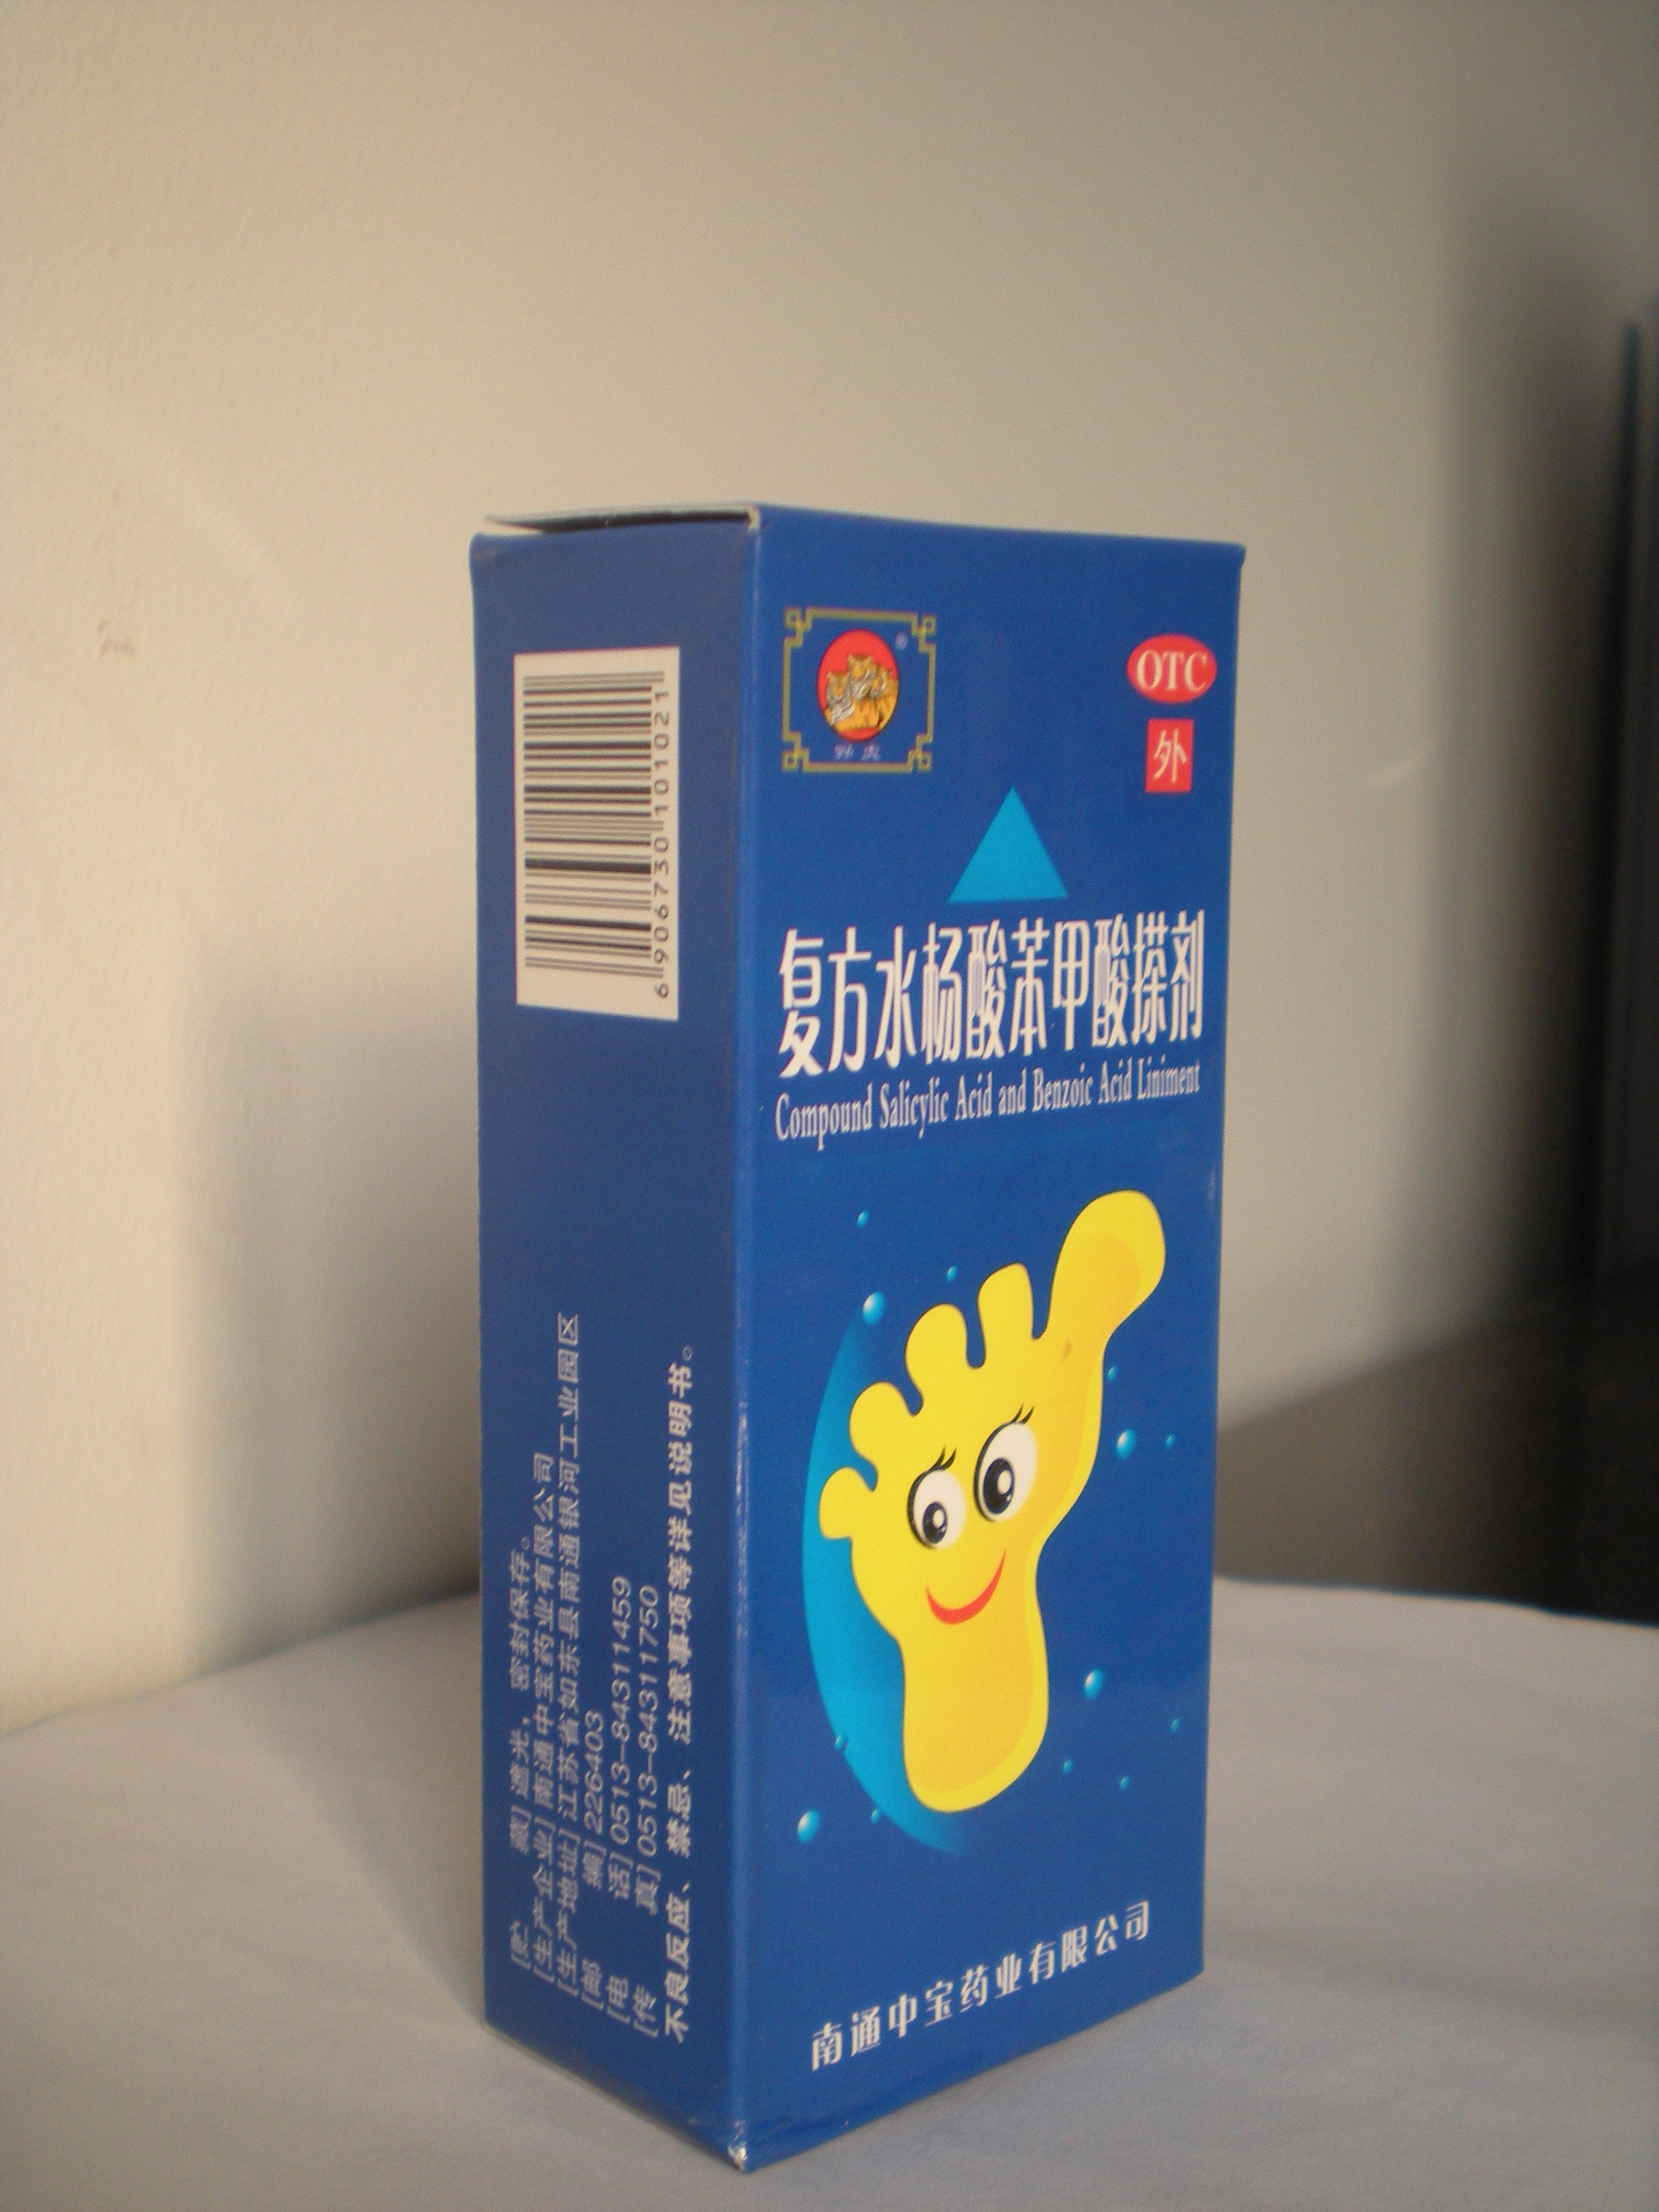 OTC
外
复方水杨酸苯甲酸搽剂
Compound Salicylic Acid and Benzoic Acid Liniment
南通中宝药业有限公司
6 906730 101021
[贮 藏] 遮光，密封保存。
[生产企业] 南通中宝药业有限公司
[生产地址] 江苏省如东县南通银河工业园区
[邮 编] 226403
[电 话] 0513-84311459
[传 真] 0513-84311750
不良反应、禁忌、注意事项等详见说明书。